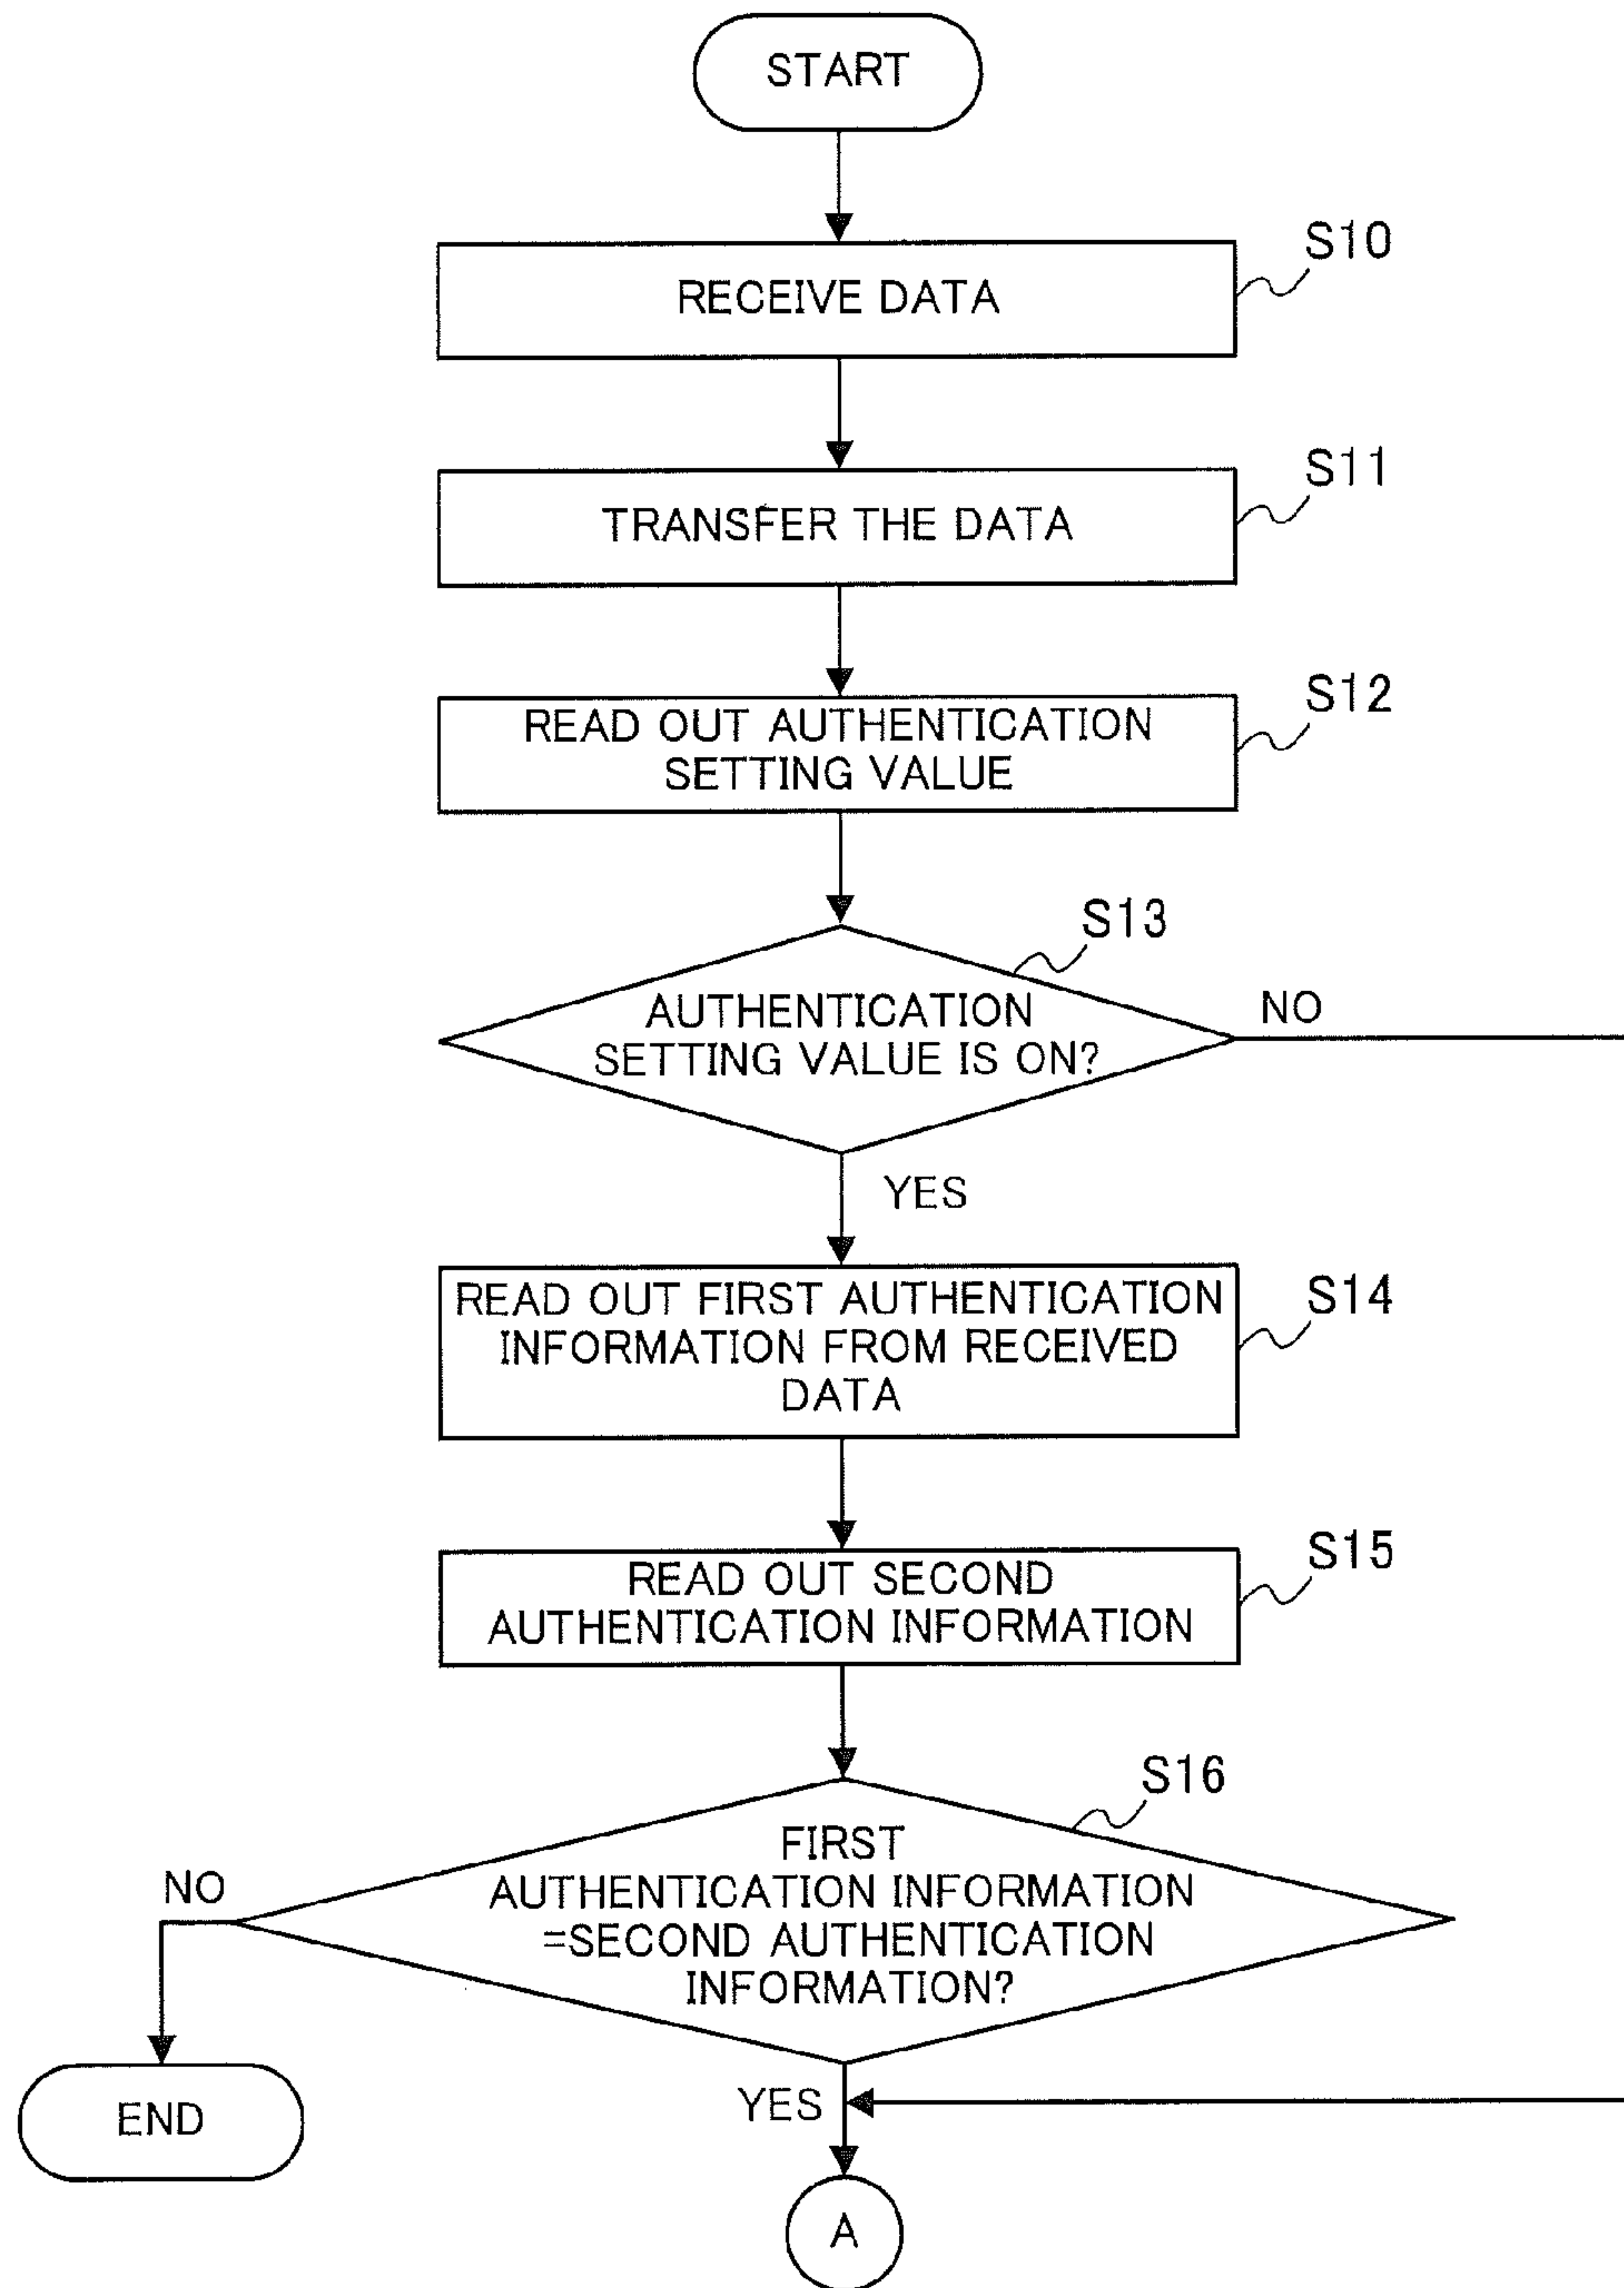 START
S10
RECEIVE DATA
S11
TRANSFER THE DATA
S12
READ OUT AUTHENTICATION
SETTING VALUE
S13
AUTHENTICATION
SETTING VALUE IS ON?
NO
YES
READ OUT FIRST AUTHENTICATION
INFORMATION FROM RECEIVED
DATA
S14
READ OUT SECOND
AUTHENTICATION INFORMATION
S15
S16
FIRST
AUTHENTICATION INFORMATION
=SECOND AUTHENTICATION
INFORMATION?
NO
END
YES
A